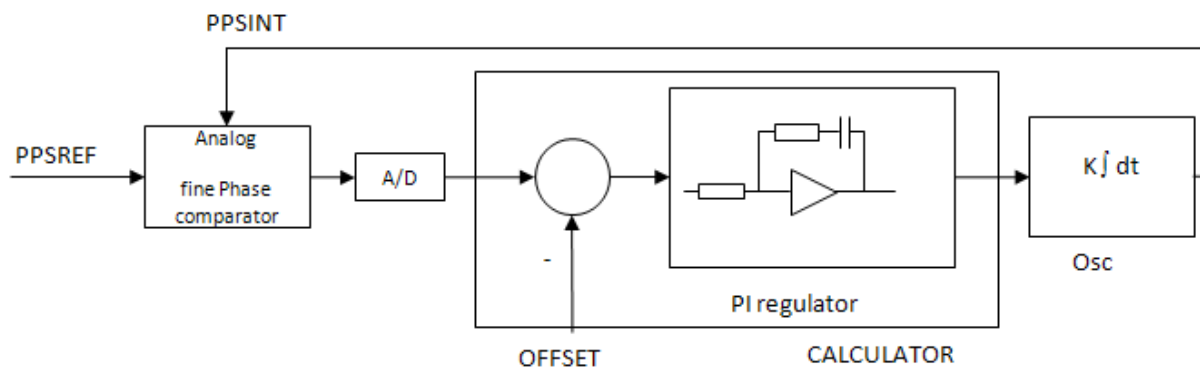 PPSINT
PPSREF
Analog
fine Phase
comparator
A/D
-
OFFSET
PI regulator
CALCULATOR
K∫ dt
Osc